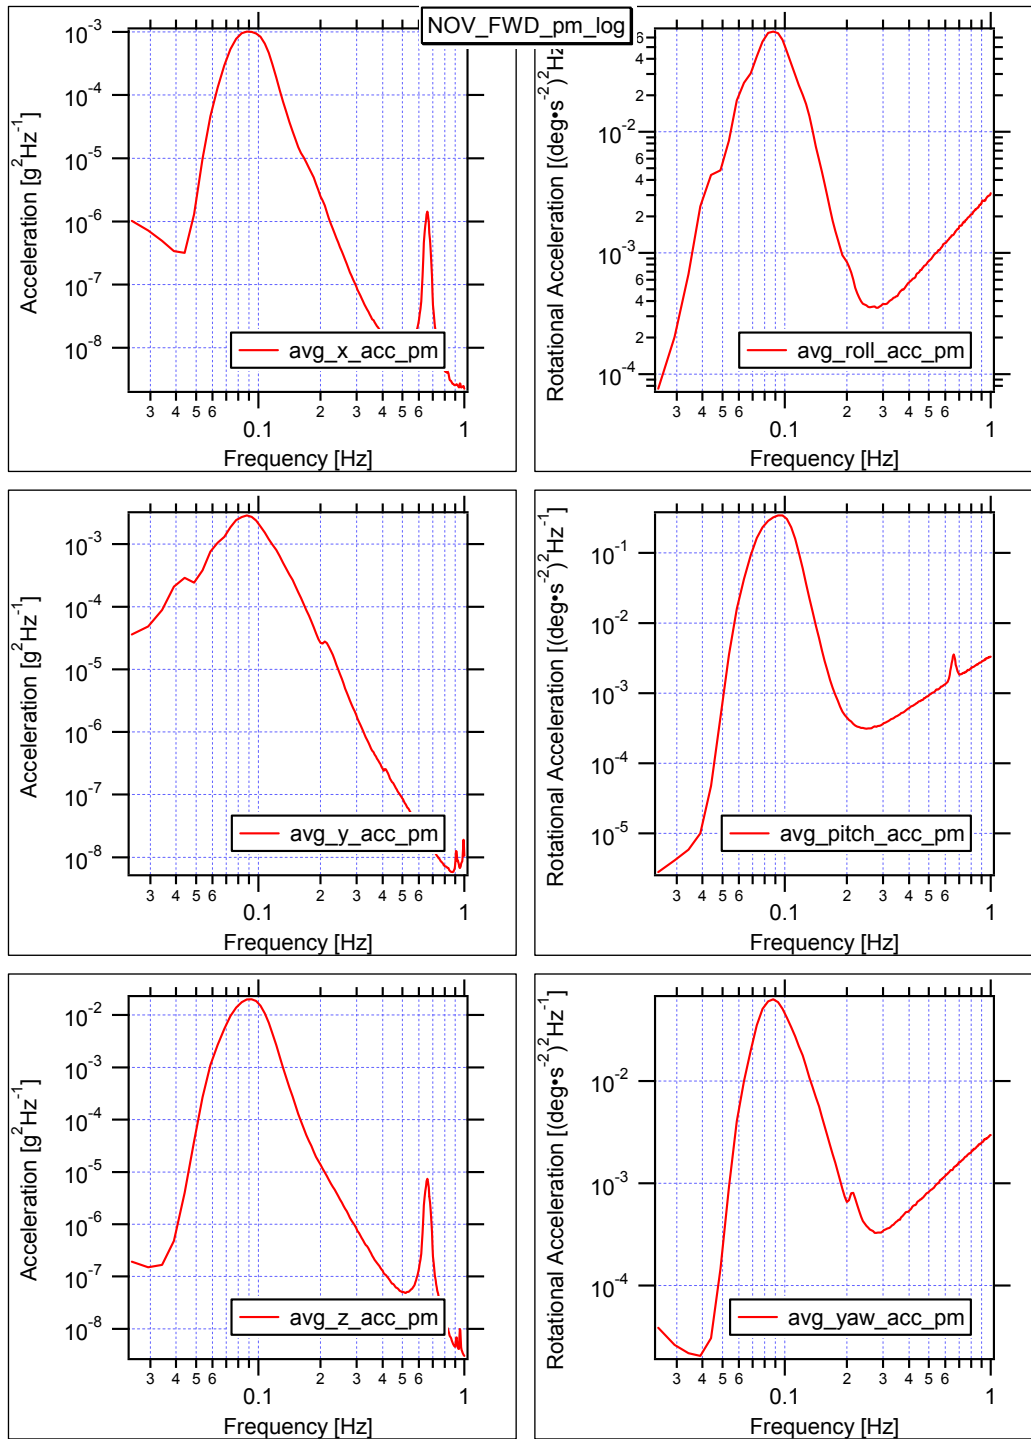 NOV_FWD_pm_log
Acceleration [g²Hz⁻¹]
10⁻³
10⁻⁴
10⁻⁵
10⁻⁶
10⁻⁷
10⁻⁸
avg_x_acc_pm
3 4 5 6 2 3 4 5 6
0.1 1
Frequency [Hz]
Rotational Acceleration [(deg•s⁻²)²Hz
6
4
2
10⁻²
6
4
2
10⁻³
6
4
2
10⁻⁴
avg_roll_acc_pm
3 4 5 6 2 3 4 5 6
0.1 1
Frequency [Hz]
Acceleration [g²Hz⁻¹]
10⁻³
10⁻⁴
10⁻⁵
10⁻⁶
10⁻⁷
10⁻⁸
avg_y_acc_pm
3 4 5 6 2 3 4 5 6
0.1 1
Frequency [Hz]
Rotational Acceleration [(deg•s⁻²)²Hz⁻¹]
10⁻¹
10⁻²
10⁻³
10⁻⁴
10⁻⁵
avg_pitch_acc_pm
3 4 5 6 2 3 4 5 6
0.1 1
Frequency [Hz]
Acceleration [g²Hz⁻¹]
10⁻²
10⁻³
10⁻⁴
10⁻⁵
10⁻⁶
10⁻⁷
10⁻⁸
avg_z_acc_pm
3 4 5 6 2 3 4 5 6
0.1 1
Frequency [Hz]
Rotational Acceleration [(deg•s⁻²)²Hz⁻¹]
10⁻²
10⁻³
10⁻⁴
avg_yaw_acc_pm
3 4 5 6 2 3 4 5 6
0.1 1
Frequency [Hz]